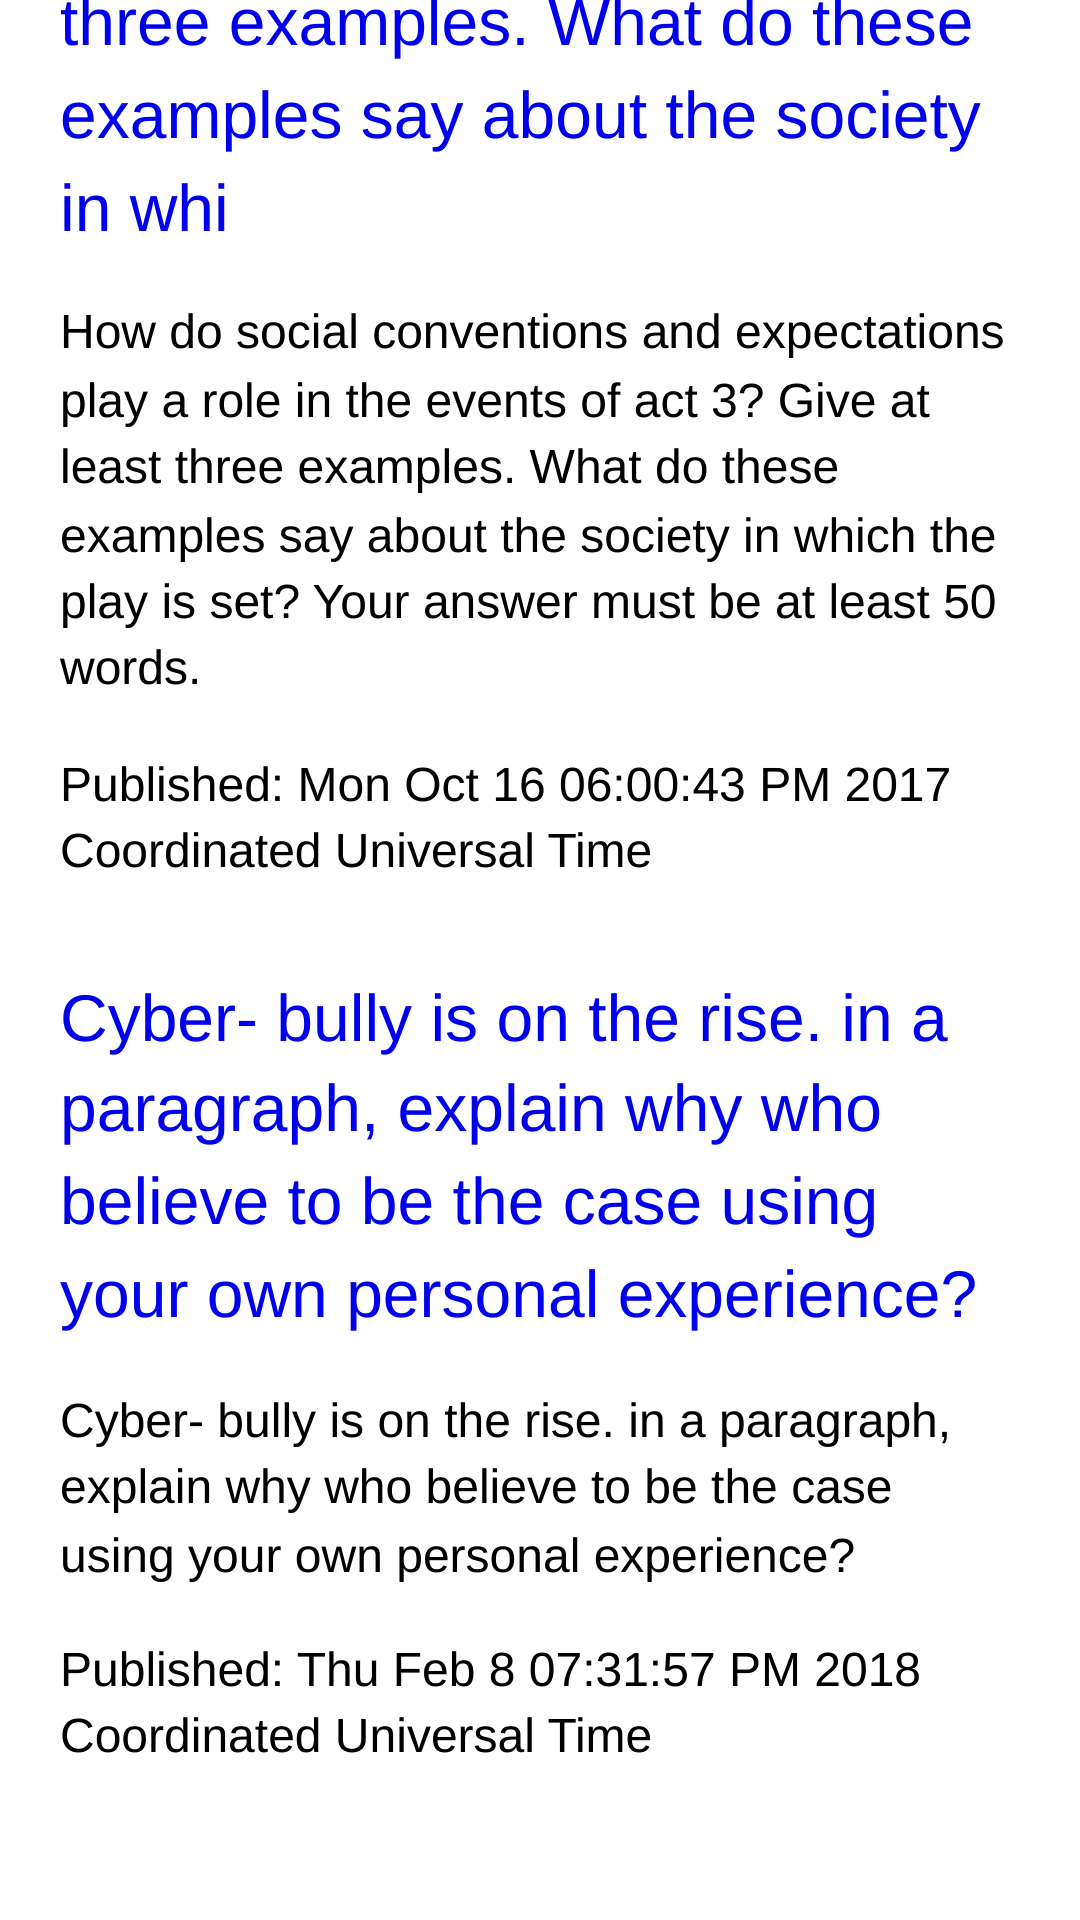 three examples. What do these
examples say about the society
in whi
How do social conventions and expectations
play a role in the events of act 3? Give at
least three examples. What do these
examples say about the society in which the
play is set? Your answer must be at least 50
words.
Published: Mon Oct 16 06:00:43 PM 2017
Coordinated Universal Time
Cyber- bully is on the rise. in a
paragraph, explain why who
believe to be the case using
your own personal experience?
Cyber- bully is on the rise. in a paragraph,
explain why who believe to be the case
using your own personal experience?
Published: Thu Feb 8 07:31:57 PM 2018
Coordinated Universal Time